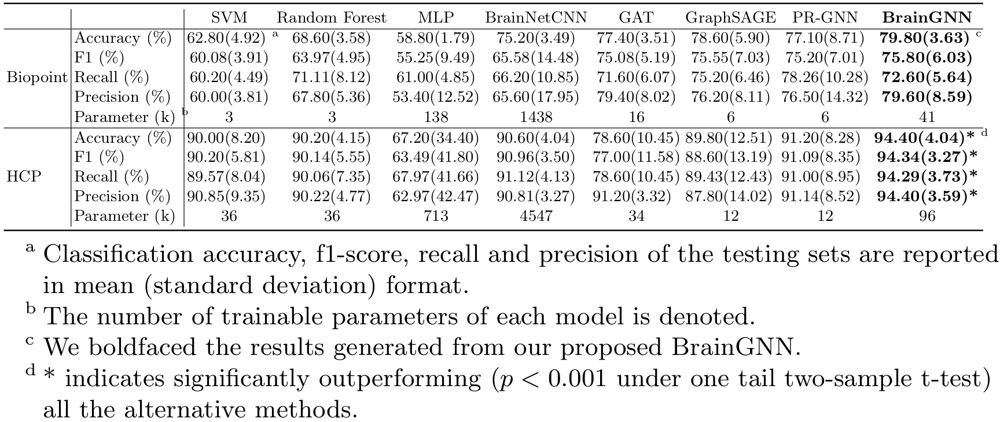 SVM Random Forest MLP BrainNetCNN GAT GraphSAGE PR-GNN BrainGNN
Accuracy (%) 62.80(4.92) a 68.60(3.58) 58.80(1.79) 75.20(3.49) 77.40(3.51) 78.60(5.90) 77.10(8.71) 79.80(3.63) c
F1 (%) 60.08(3.91) 63.97(4.95) 55.25(9.49) 65.58(14.48) 75.08(5.19) 75.55(7.03) 75.20(7.01) 75.80(6.03)
Biopoint Recall (%) 60.20(4.49) 71.11(8.12) 61.00(4.85) 66.20(10.85) 71.60(6.07) 75.20(6.46) 78.26(10.28) 72.60(5.64)
Precision (%) 60.00(3.81) 67.80(5.36) 53.40(12.52) 65.60(17.95) 79.40(8.02) 76.20(8.11) 76.50(14.32) 79.60(8.59)
Parameter (k) b 3 3 138 1438 16 6 6 41
Accuracy (%) 90.00(8.20) 90.20(4.15) 67.20(34.40) 90.60(4.04) 78.60(10.45) 89.80(12.51) 91.20(8.28) 94.40(4.04)* d
F1 (%) 90.20(5.81) 90.14(5.55) 63.49(41.80) 90.96(3.50) 77.00(11.58) 88.60(13.19) 91.09(8.35) 94.34(3.27)*
HCP Recall (%) 89.57(8.04) 90.06(7.35) 67.97(41.66) 91.12(4.13) 78.60(10.45) 89.43(12.43) 91.00(8.95) 94.29(3.73)*
Precision (%) 90.85(9.35) 90.22(4.77) 62.97(42.47) 90.81(3.27) 91.20(3.32) 87.80(14.02) 91.14(8.52) 94.40(3.59)*
Parameter (k) 36 36 713 4547 34 12 12 96
a Classification accuracy, f1-score, recall and precision of the testing sets are reported
in mean (standard deviation) format.
b The number of trainable parameters of each model is denoted.
c We boldfaced the results generated from our proposed BrainGNN.
d * indicates significantly outperforming (p < 0.001 under one tail two-sample t-test)
all the alternative methods.